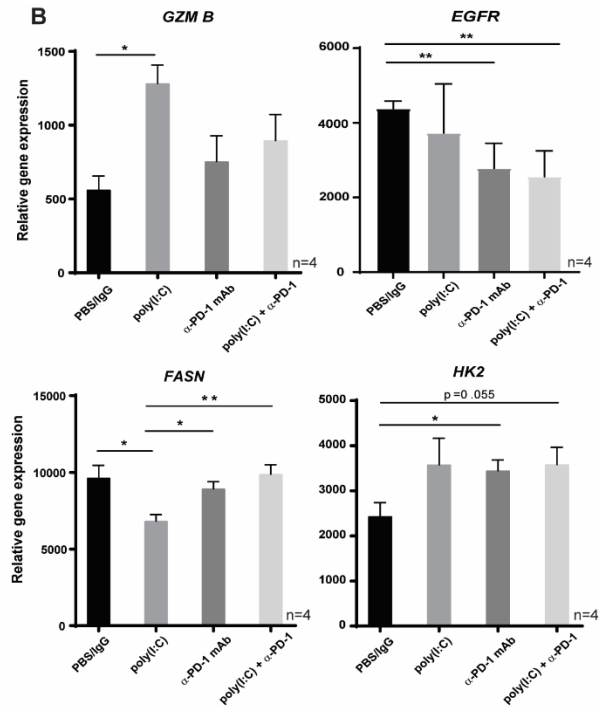 B
GZM B
Relative gene expression
1500
1000
500
0
*
PBS/IgG
poly(I:C)
α-PD-1 mAb
poly(I:C) + α-PD-1
n=4
EGFR
6000
4000
2000
0
**
**
PBS/IgG
poly(I:C)
α-PD-1 mAb
poly(I:C) + α-PD-1
FASN
Relative gene expression
15000
10000
5000
0
* *
*
*
PBS/IgG
poly(I:C)
α-PD-1 mAb
poly(I:C) + α-PD-1
n=4
HK2
5000
4000
3000
2000
1000
0
p =0 .055
*
PBS/IgG
poly(I:C)
α-PD-1 mAb
poly(I:C) + α-PD-1
n=4